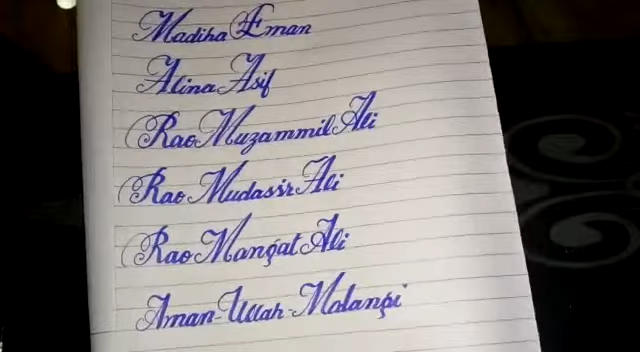 Madiha Eman
Alina Asif
Rao Muzammil Ali
Rao Mudassir Ali
Rao Mangat Ali
Aman-Ullah-Malangi